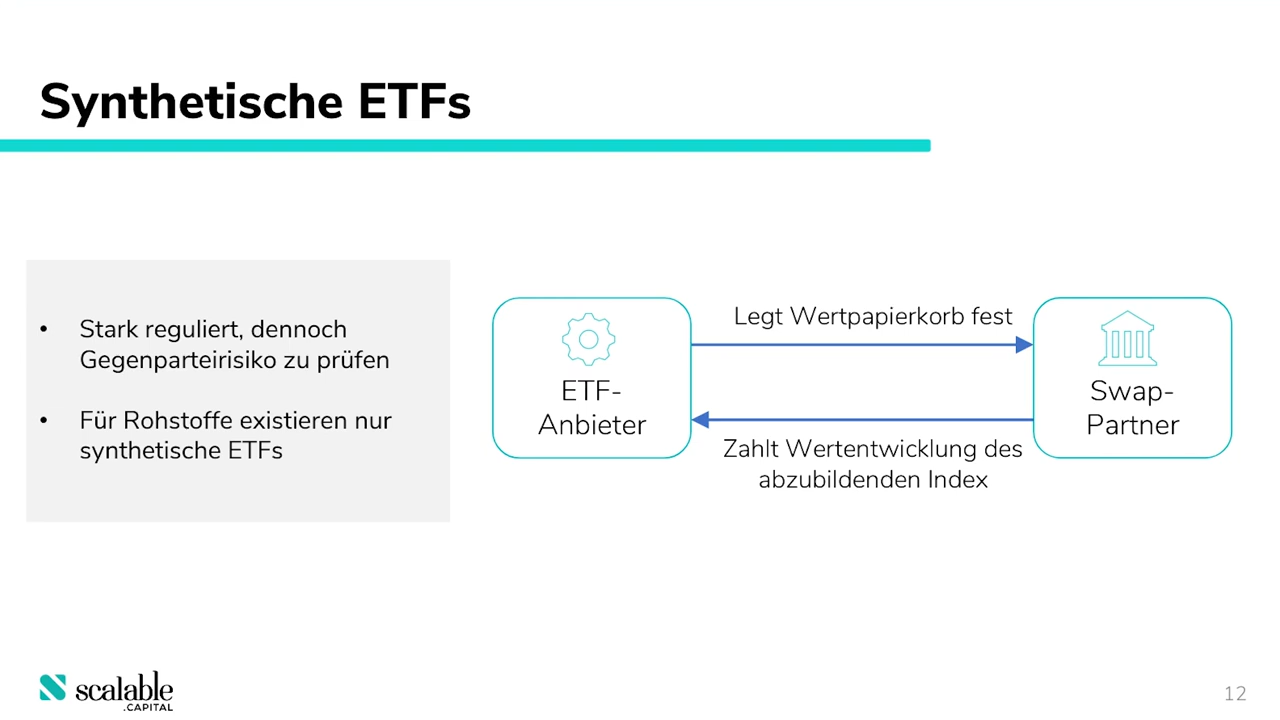 Synthetische ETFs
• Stark reguliert, dennoch
Gegenparteirisiko zu prüfen
• Für Rohstoffe existieren nur
synthetische ETFs
ETF-
Anbieter
Legt Wertpapierkorb fest
Zahlt Wertentwicklung des
abzubildenden Index
Swap-
Partner
scalable
.CAPITAL
12